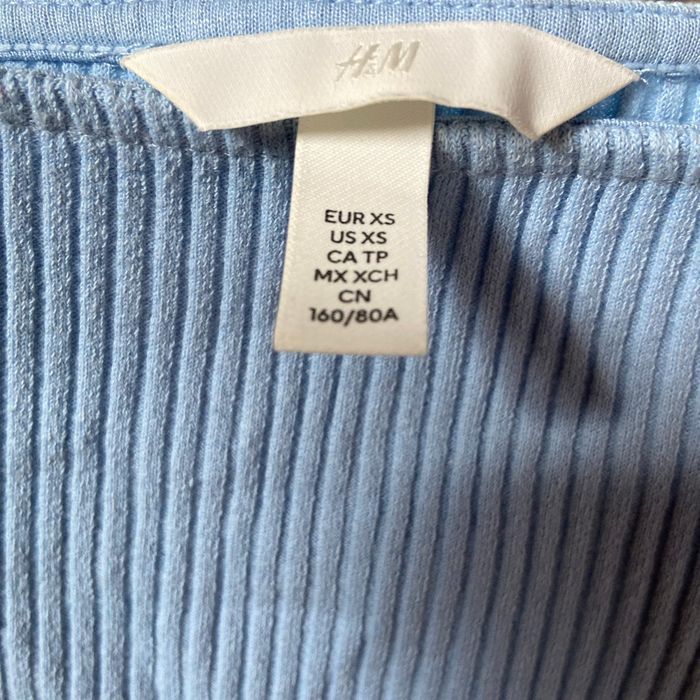 H&M
EUR XS
US XS
CA TP
MX XCH
CN
160/80A